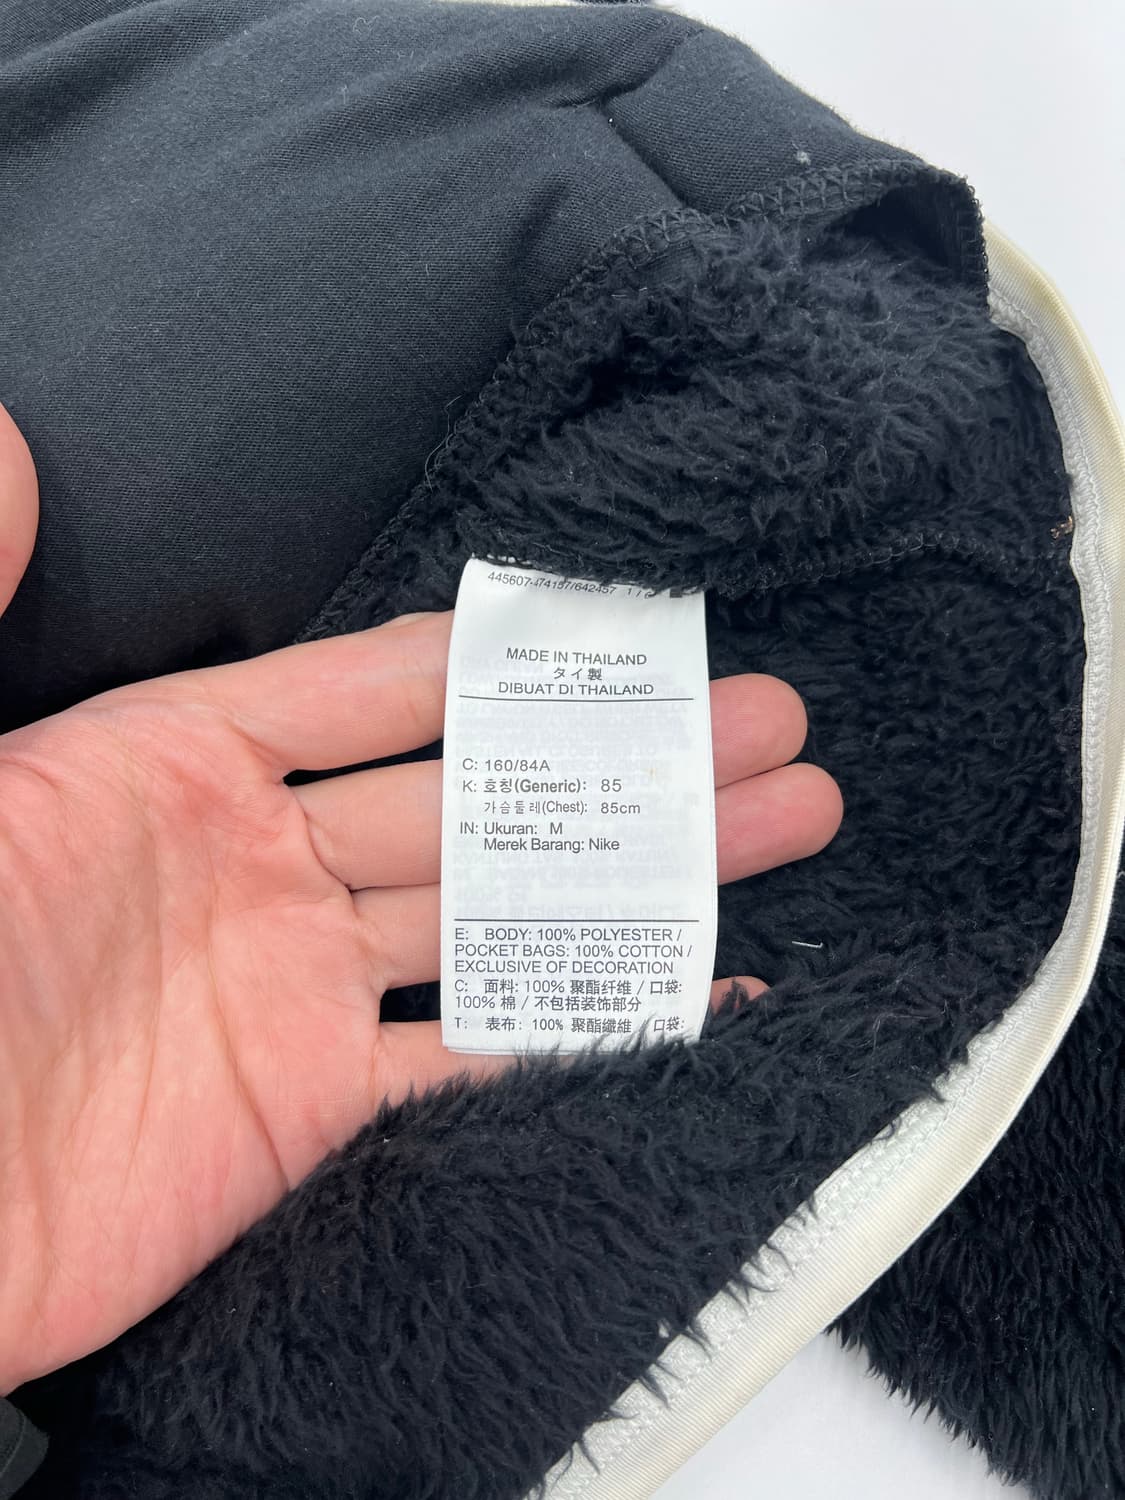 445607-474157/642457
MADE IN THAILAND
タイ製
DIBUAT DI THAILAND
C: 160/84A
K: 호칭(Generic): 85
가슴둘레(Chest): 85cm
IN: Ukuran: M
Merek Barang: Nike
E: BODY: 100% POLYESTER /
POCKET BAGS: 100% COTTON /
EXCLUSIVE OF DECORATION
C: 面料: 100% 聚酯纤维 / 口袋:
100% 棉 / 不包括装饰部分
T: 表布: 100% 聚酯纖維 口袋: